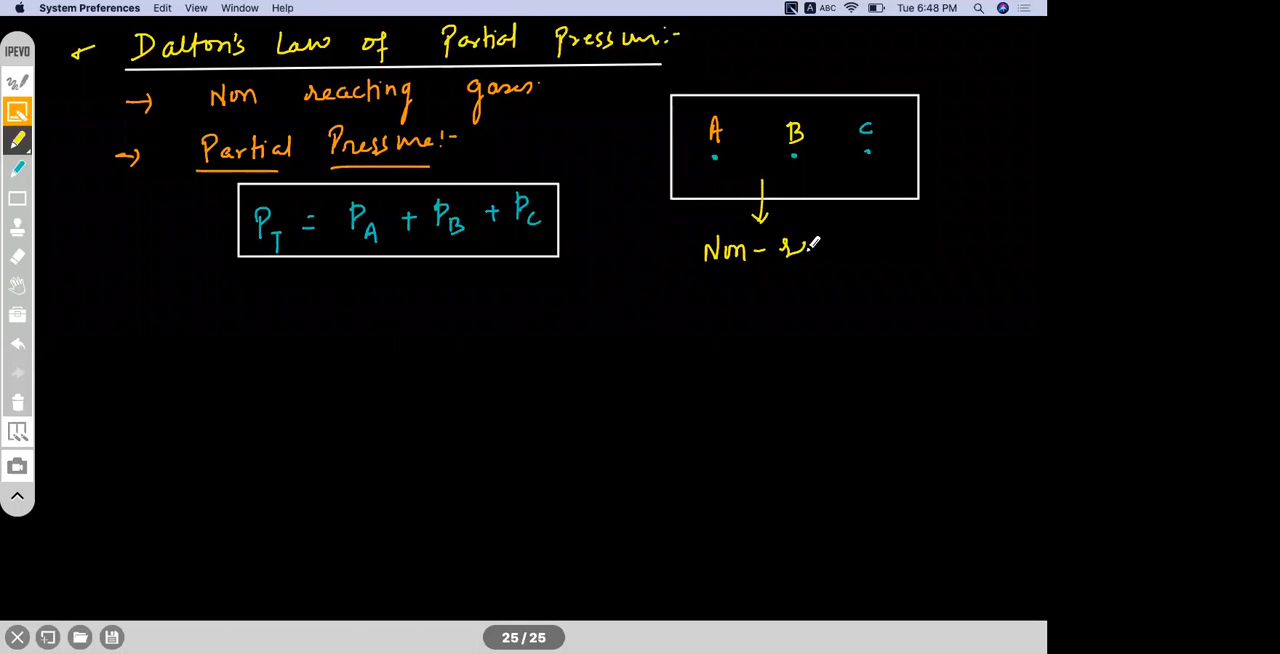 System Preferences Edit View Window Help
A ABC Tue 6:48 PM
IPEVO
Dalton's Law of Partial Pressure:-
→ Non reacting gases.
→ Partial Pressure:-
P_T = P_A + P_B + P_C
A B C
Non-
25/25